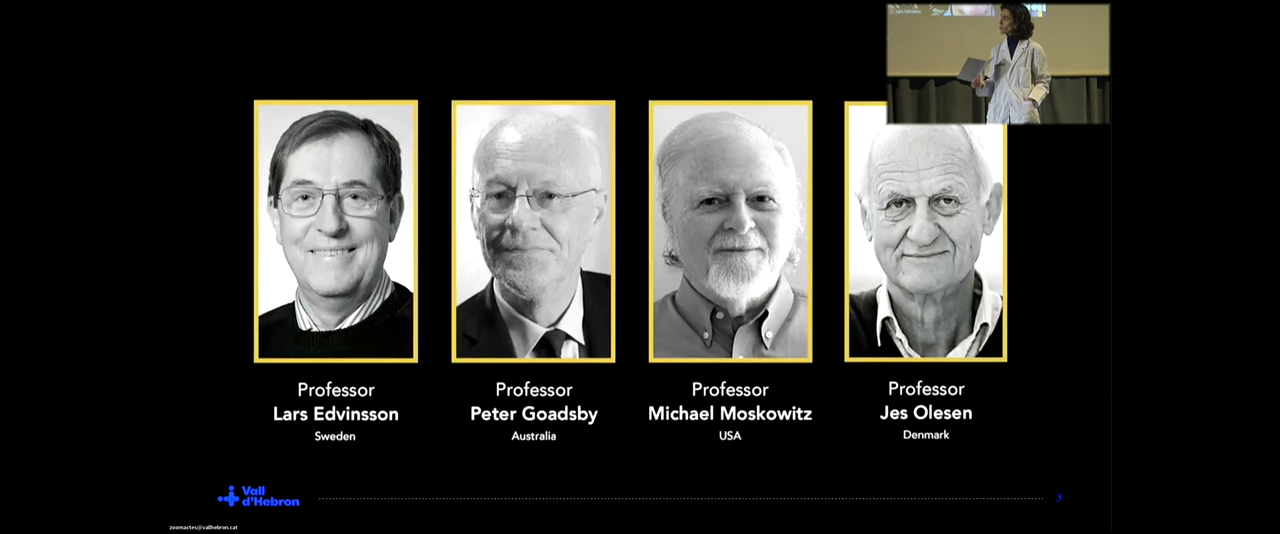 Professor
Lars Edvinsson
Sweden
Professor
Peter Goadsby
Australia
Professor
Michael Moskowitz
USA
Professor
Jes Olesen
Denmark
Vall
d'Hebron
3
zoomactes@vallhebron.cat